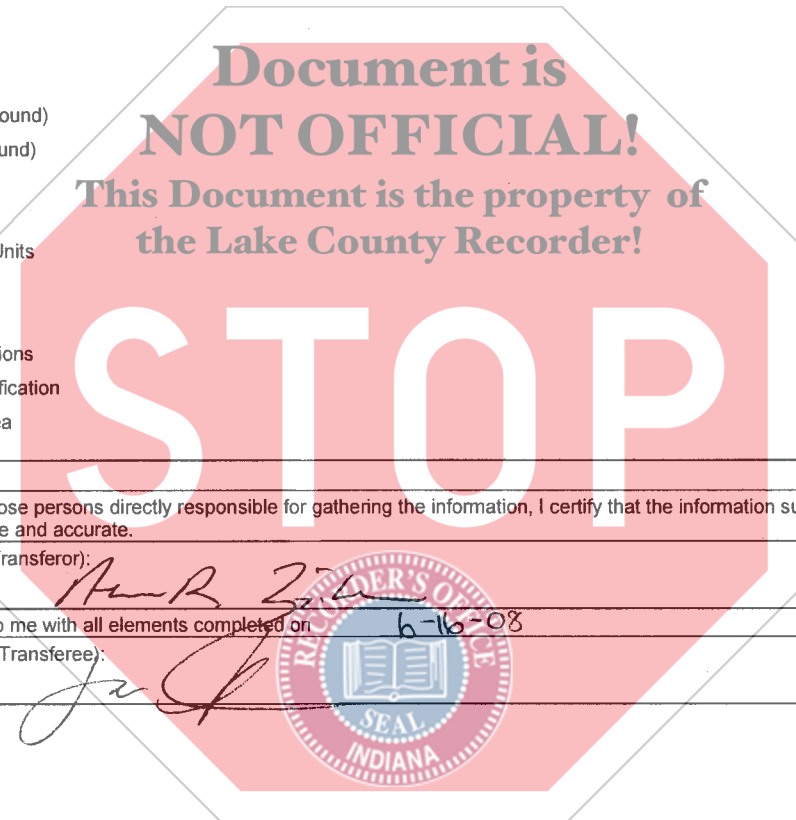 Document is
ound)
NOT OFFICIAL!
und)
This Document is the property of
Units
the Lake County Recorder!
STOP
ions
fication
ea
ose persons directly responsible for gathering the information, I certify that the information su
e and accurate.
ransferor):
o me with all elements completed on 6-16-08
Transferee):
RECORDER'S OFFICE
SEAL
INDIANA